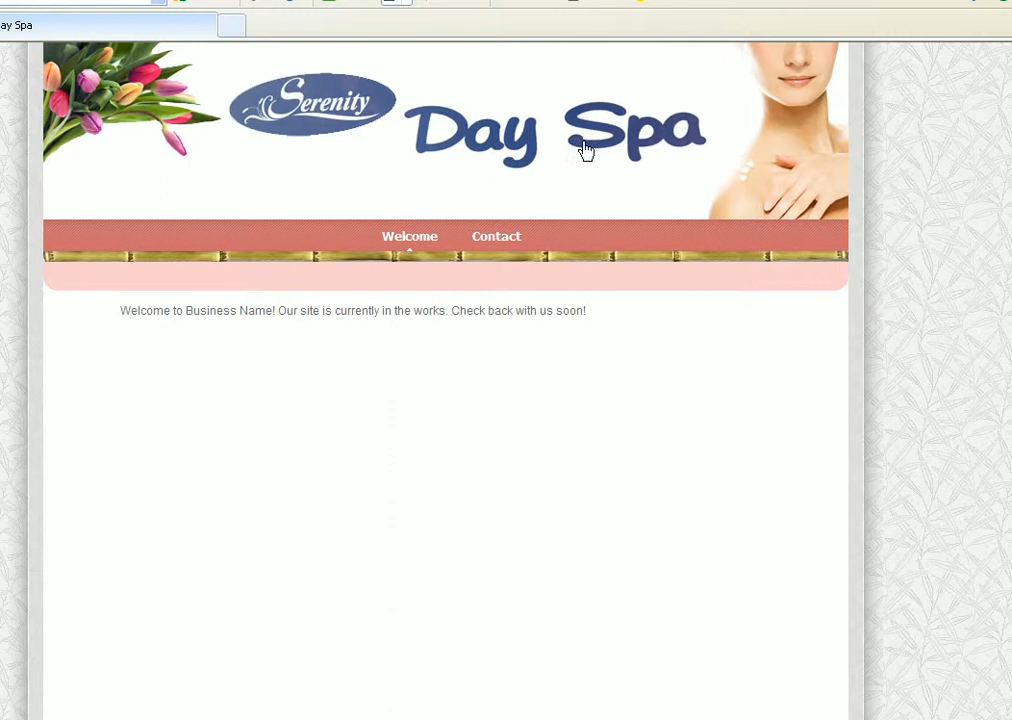 ay Spa
Serenity
Day Spa
Welcome Contact
Welcome to Business Name! Our site is currently in the works. Check back with us soon!